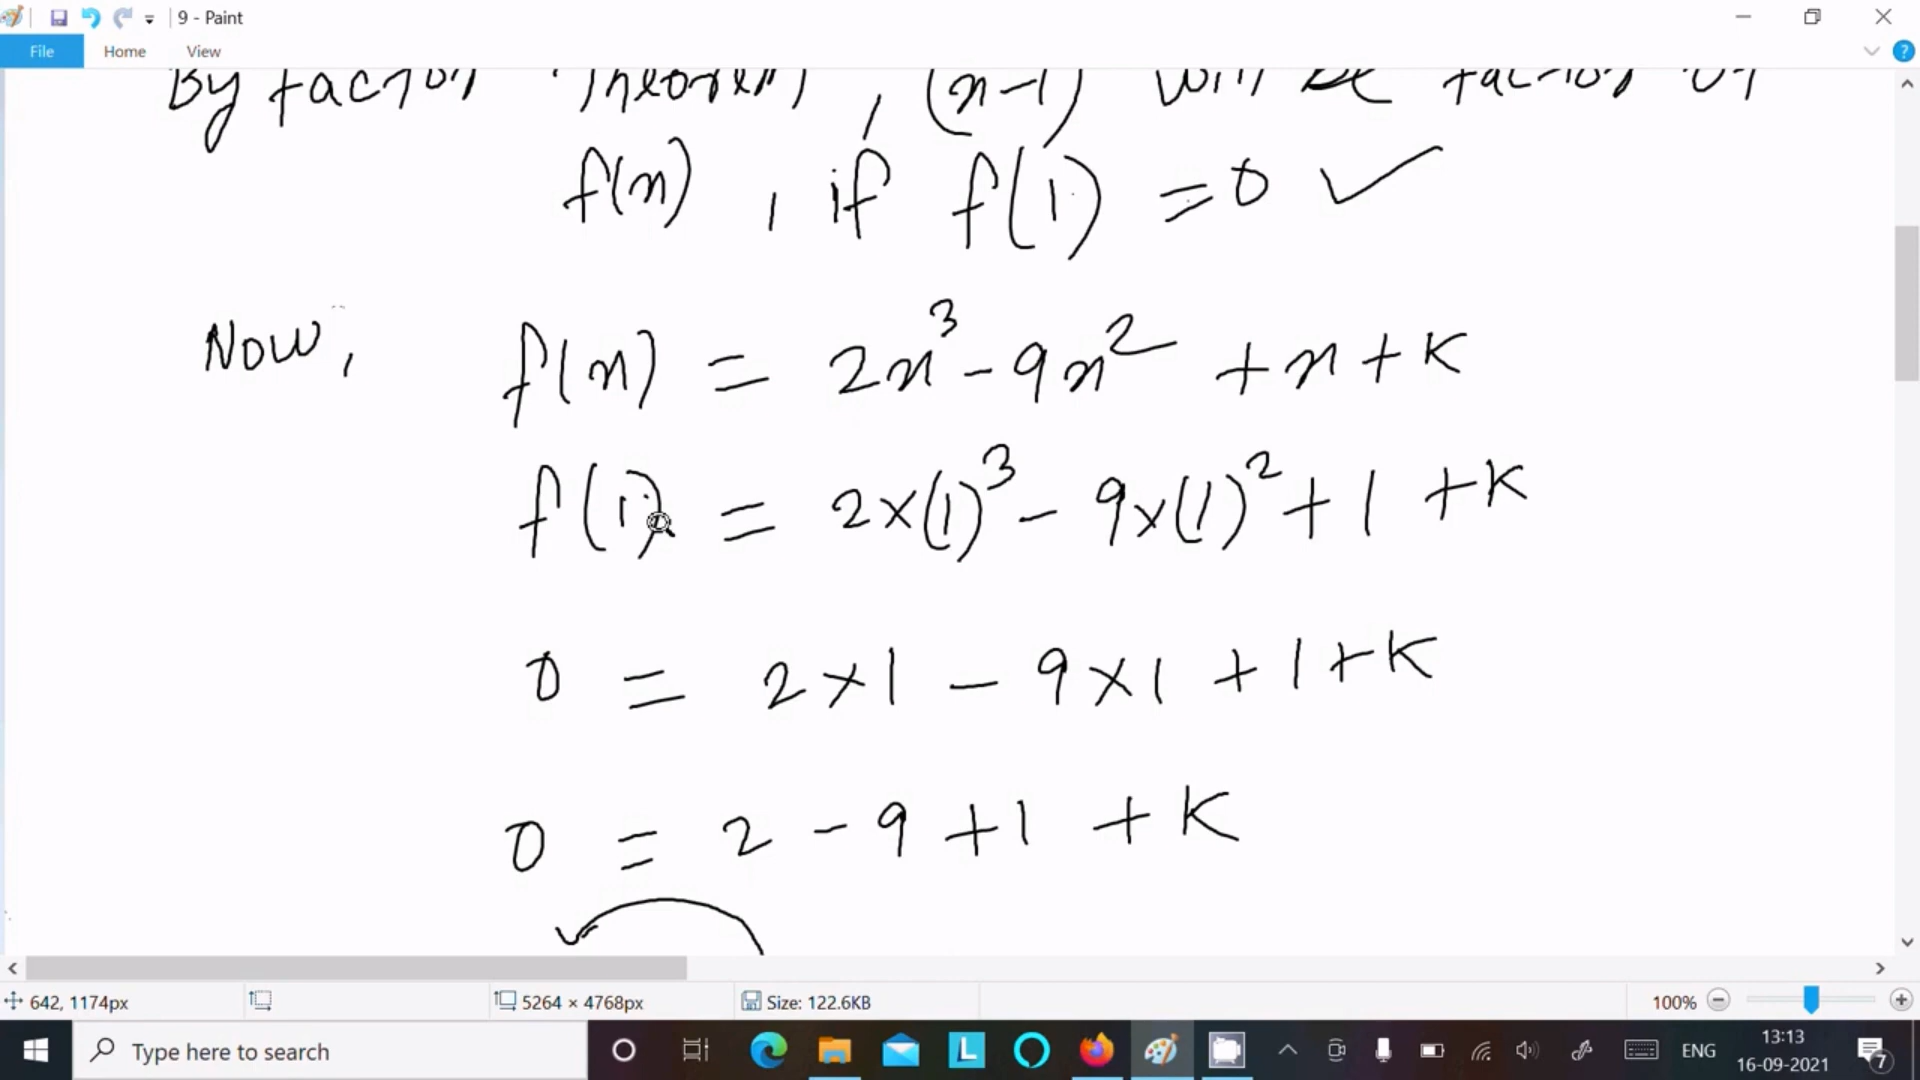 9 - Paint
File Home View
By factor Theorem, (x-1) will be factor of
f(x), if f(1) = 0 ✓
Now, f(x) = 2x³ - 9x² + x + k
f(1) = 2×(1)³ - 9×(1)² + 1 + k
0 = 2×1 - 9×1 + 1 + k
0 = 2 - 9 + 1 + k
642, 1174px 5264 × 4768px Size: 122.6KB 100%
Type here to search L ENG 13:13
16-09-2021 7